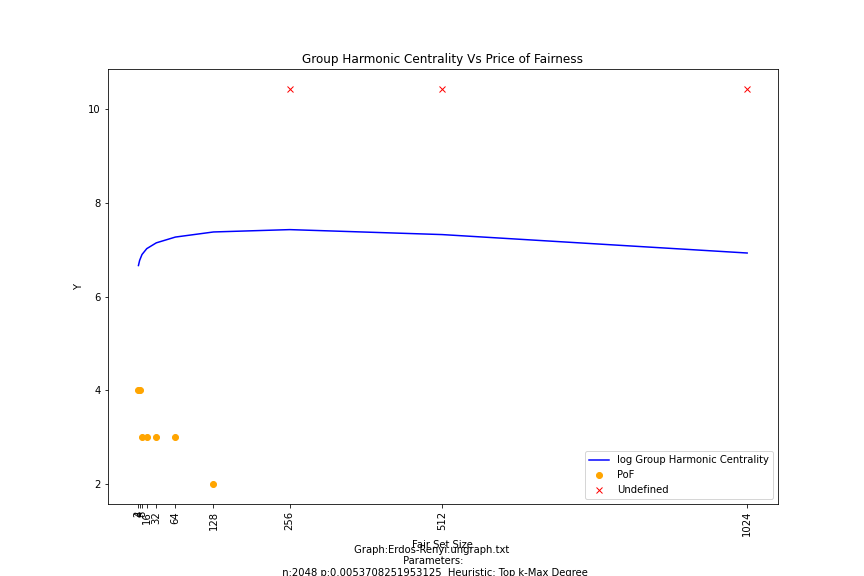 Group Harmonic Centrality Vs Price of Fairness
10
8
6
4
2
Y
log Group Harmonic Centrality
PoF
Undefined
16
32
64
128
256
512
1024
Fair Set Size
Graph:Erdos-Renyi.ungraph.txt
Parameters:
n:2048 p:0.0053708251953125 Heuristic: Top k-Max Degree